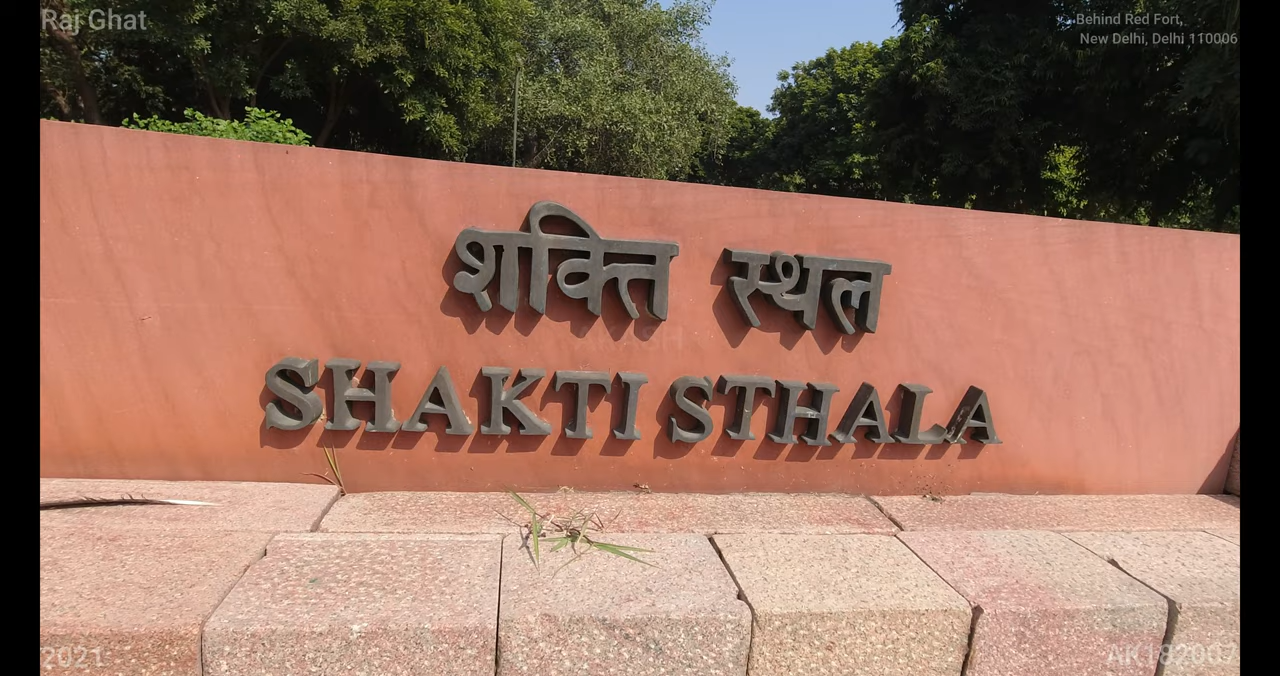 Raj Ghat
Behind Red Fort,
New Delhi, Delhi 110006
शक्ति स्थल
SHAKTI STHALA
2021
AK182007